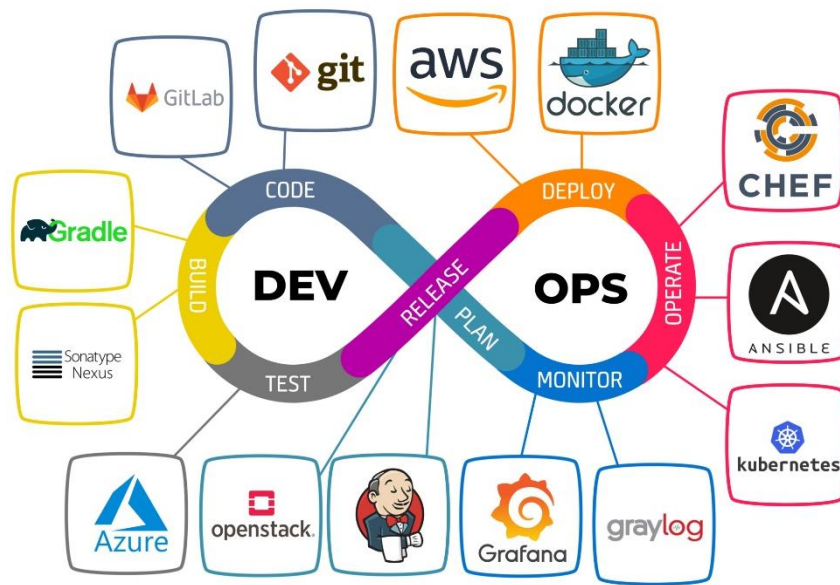 GitLab
git
aws
docker
CHEF
Gradle
CODE
DEPLOY
BUILD
DEV
RELEASE
PLAN
OPS
OPERATE
ANSIBLE
Sonatype
Nexus
TEST
MONITOR
kubernetes
Azure
openstack.
Grafana
graylog